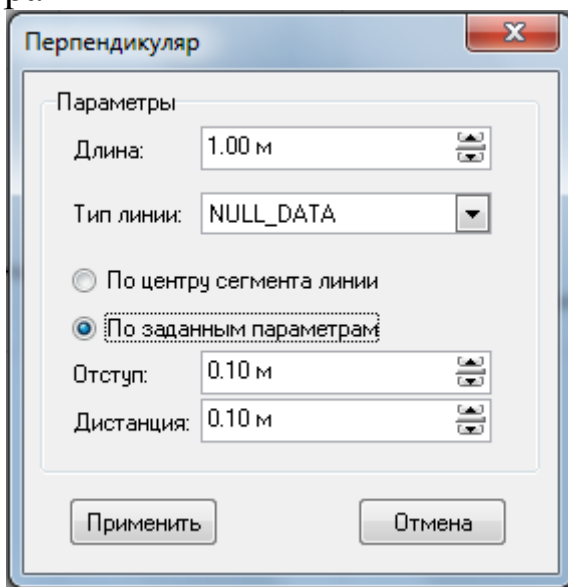 Перпендикуляр
Параметры
Длина: 1.00 м
Тип линии: NULL_DATA
По центру сегмента линии
По заданным параметрам
Отступ: 0.10 м
Дистанция: 0.10 м
Применить Отмена